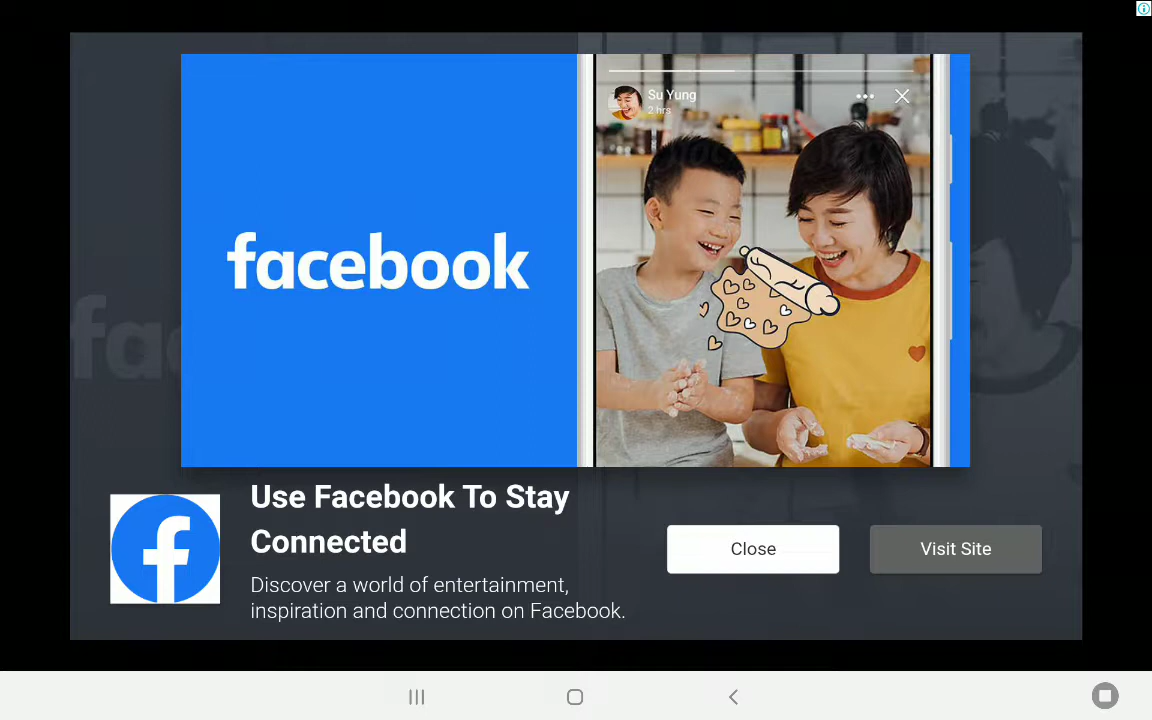 facebook
Su Yung
2 hrs
Use Facebook To Stay
Connected
Discover a world of entertainment,
inspiration and connection on Facebook.
Close
Visit Site